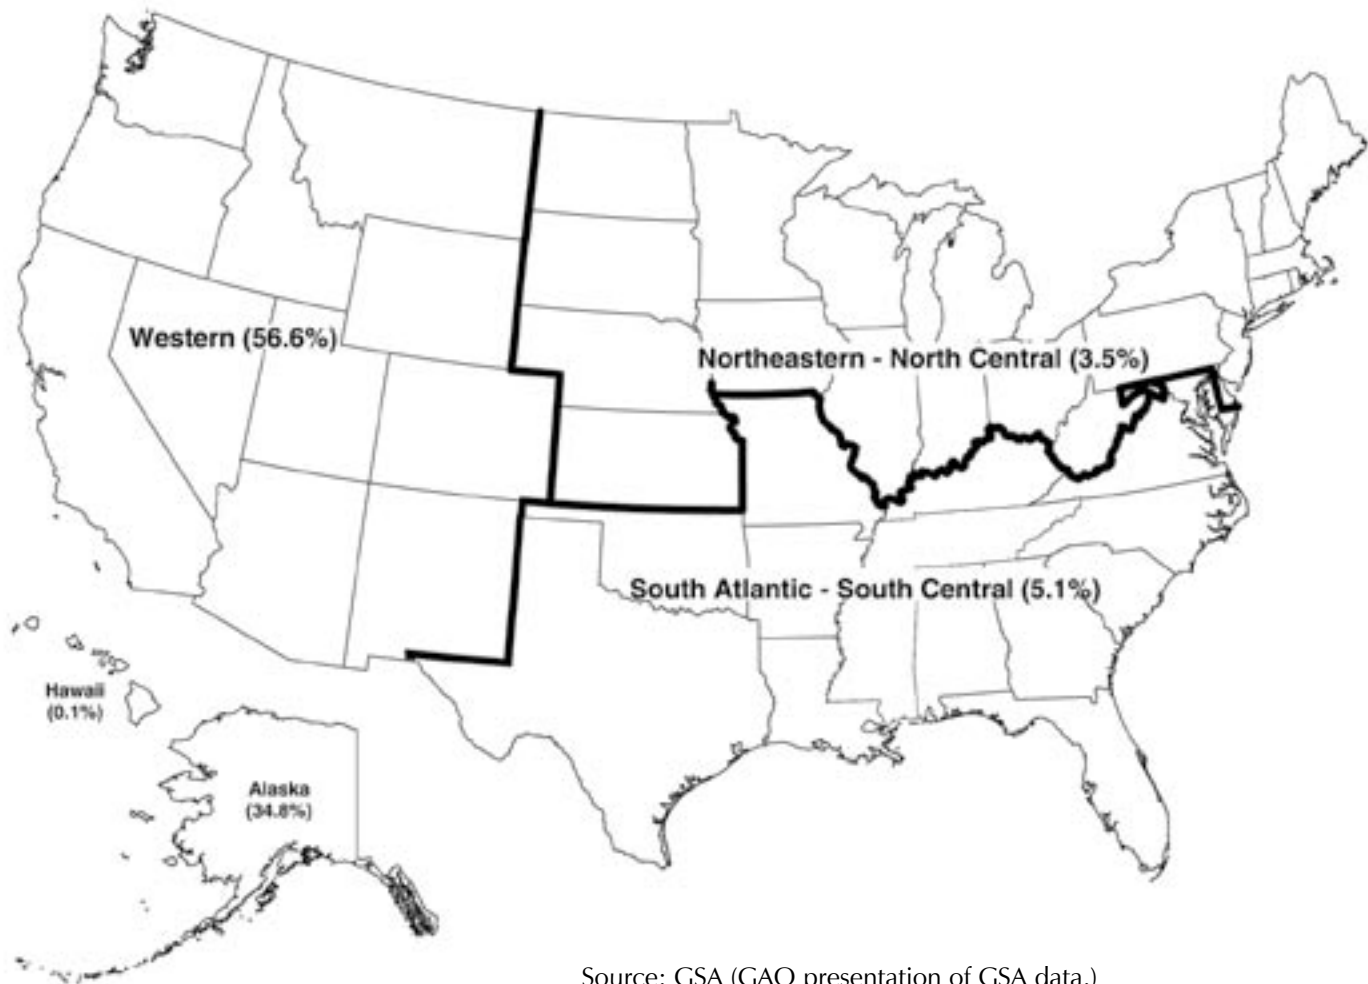 Western (56.6%)
Northeastern - North Central (3.5%)
South Atlantic - South Central (5.1%)
Hawaii
(0.1%)
Alaska
(34.8%)
Source: GSA (GAO presentation of GSA data.)